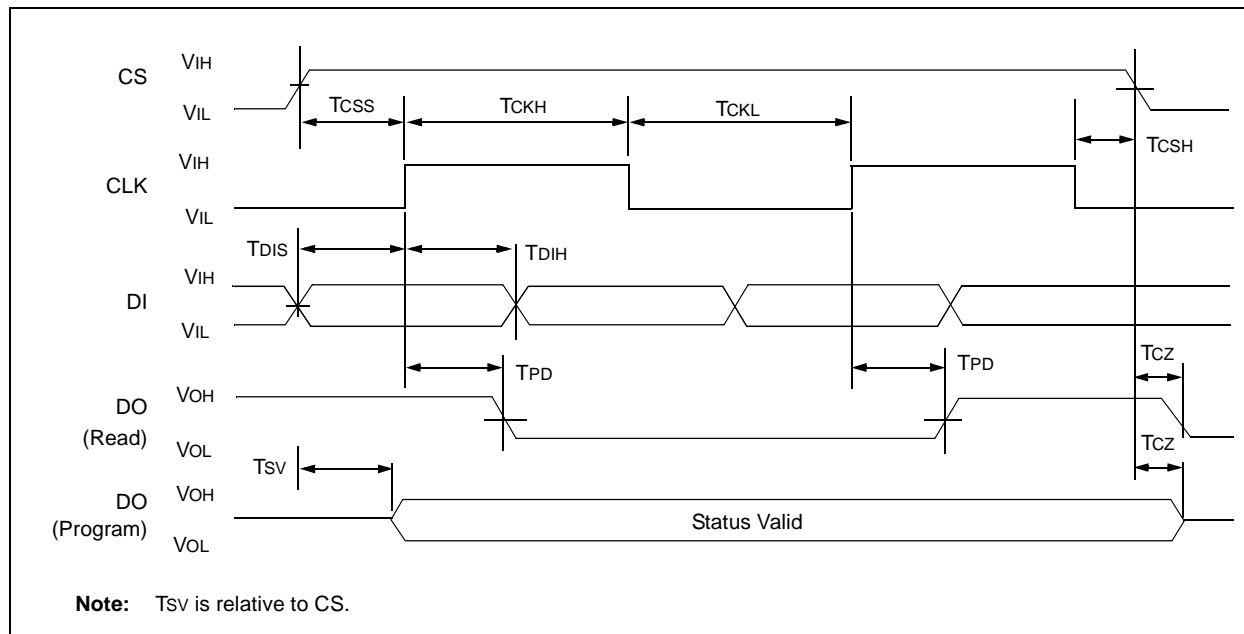 CS
VIH
VIL
TCSS
TCKH
TCKL
TCSH
CLK
VIH
VIL
TDIS
TDIH
DI
VIH
VIL
TPD
TPD
TCZ
DO
(Read)
VOH
VOL
TCZ
TSV
DO
(Program)
VOH
VOL
Status Valid
Note: TSV is relative to CS.